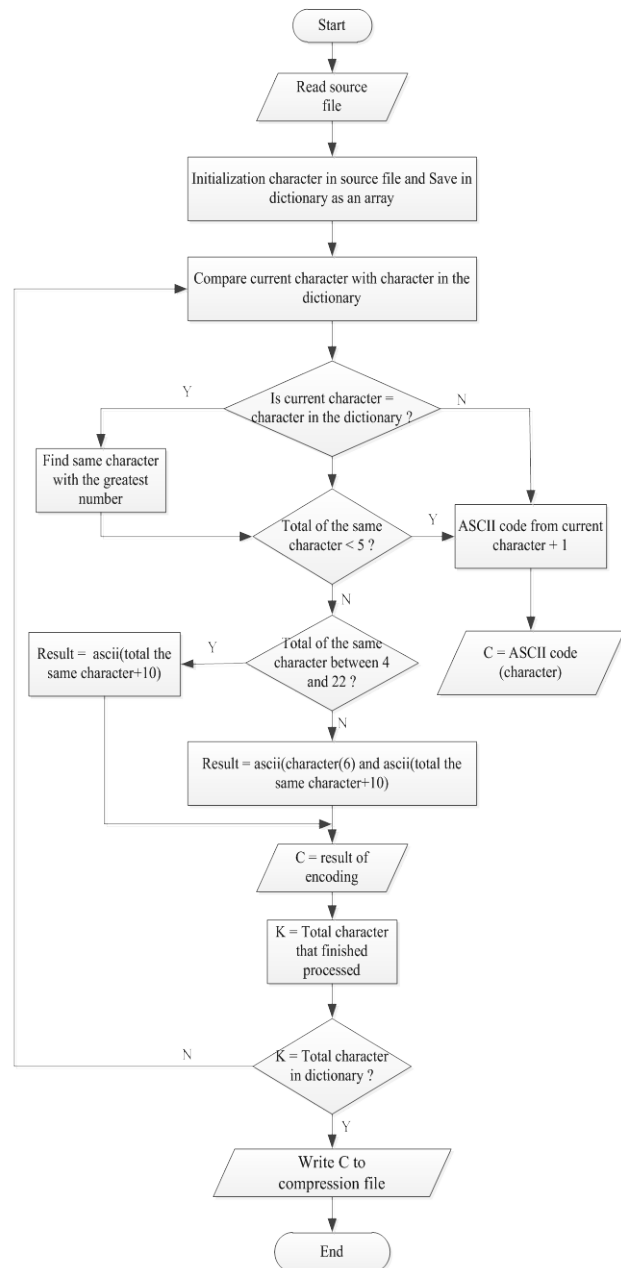 Start
Read source
file
Initialization character in source file and Save in
dictionary as an array
Compare current character with character in the
dictionary
Y
Is current character =
character in the dictionary ?
N
Find same character
with the greatest
number
Total of the same
character < 5 ?
Y
ASCII code from current
character + 1
N
Result = ascii(total the
same character+10)
Y
Total of the same
character between 4
and 22 ?
C = ASCII code
(character)
N
Result = ascii(character(6) and ascii(total the
same character+10)
C = result of
encoding
K = Total character
that finished
processed
N
K = Total character
in dictionary ?
Y
Write C to
compression file
End